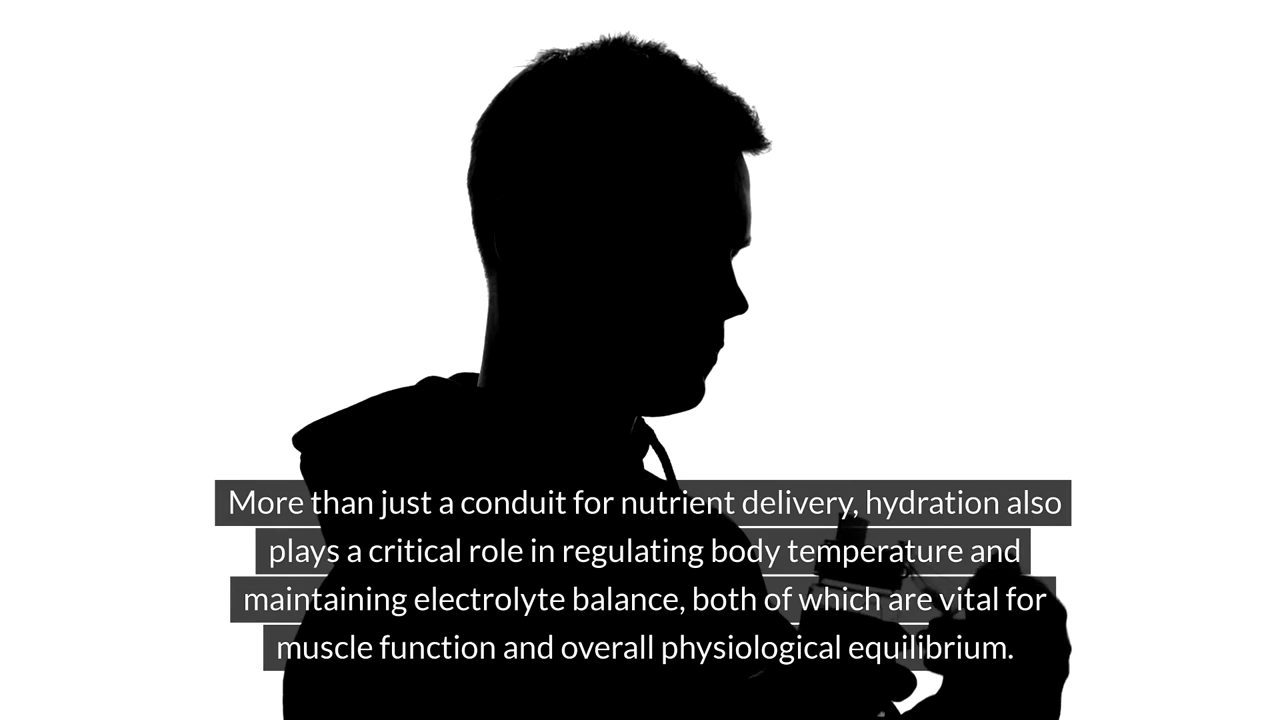 More than just a conduit for nutrient delivery, hydration also
plays a critical role in regulating body temperature and
maintaining electrolyte balance, both of which are vital for
muscle function and overall physiological equilibrium.